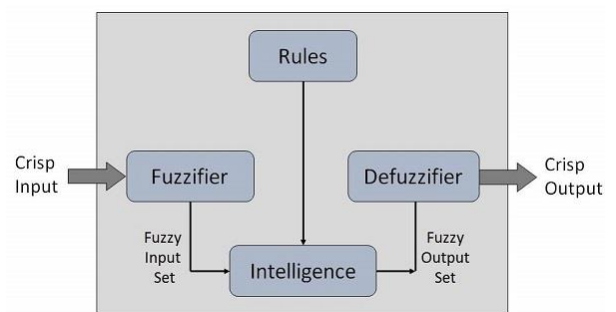 Rules
Crisp
Input
Fuzzifier
Defuzzifier
Crisp
Output
Fuzzy
Input
Set
Intelligence
Fuzzy
Output
Set